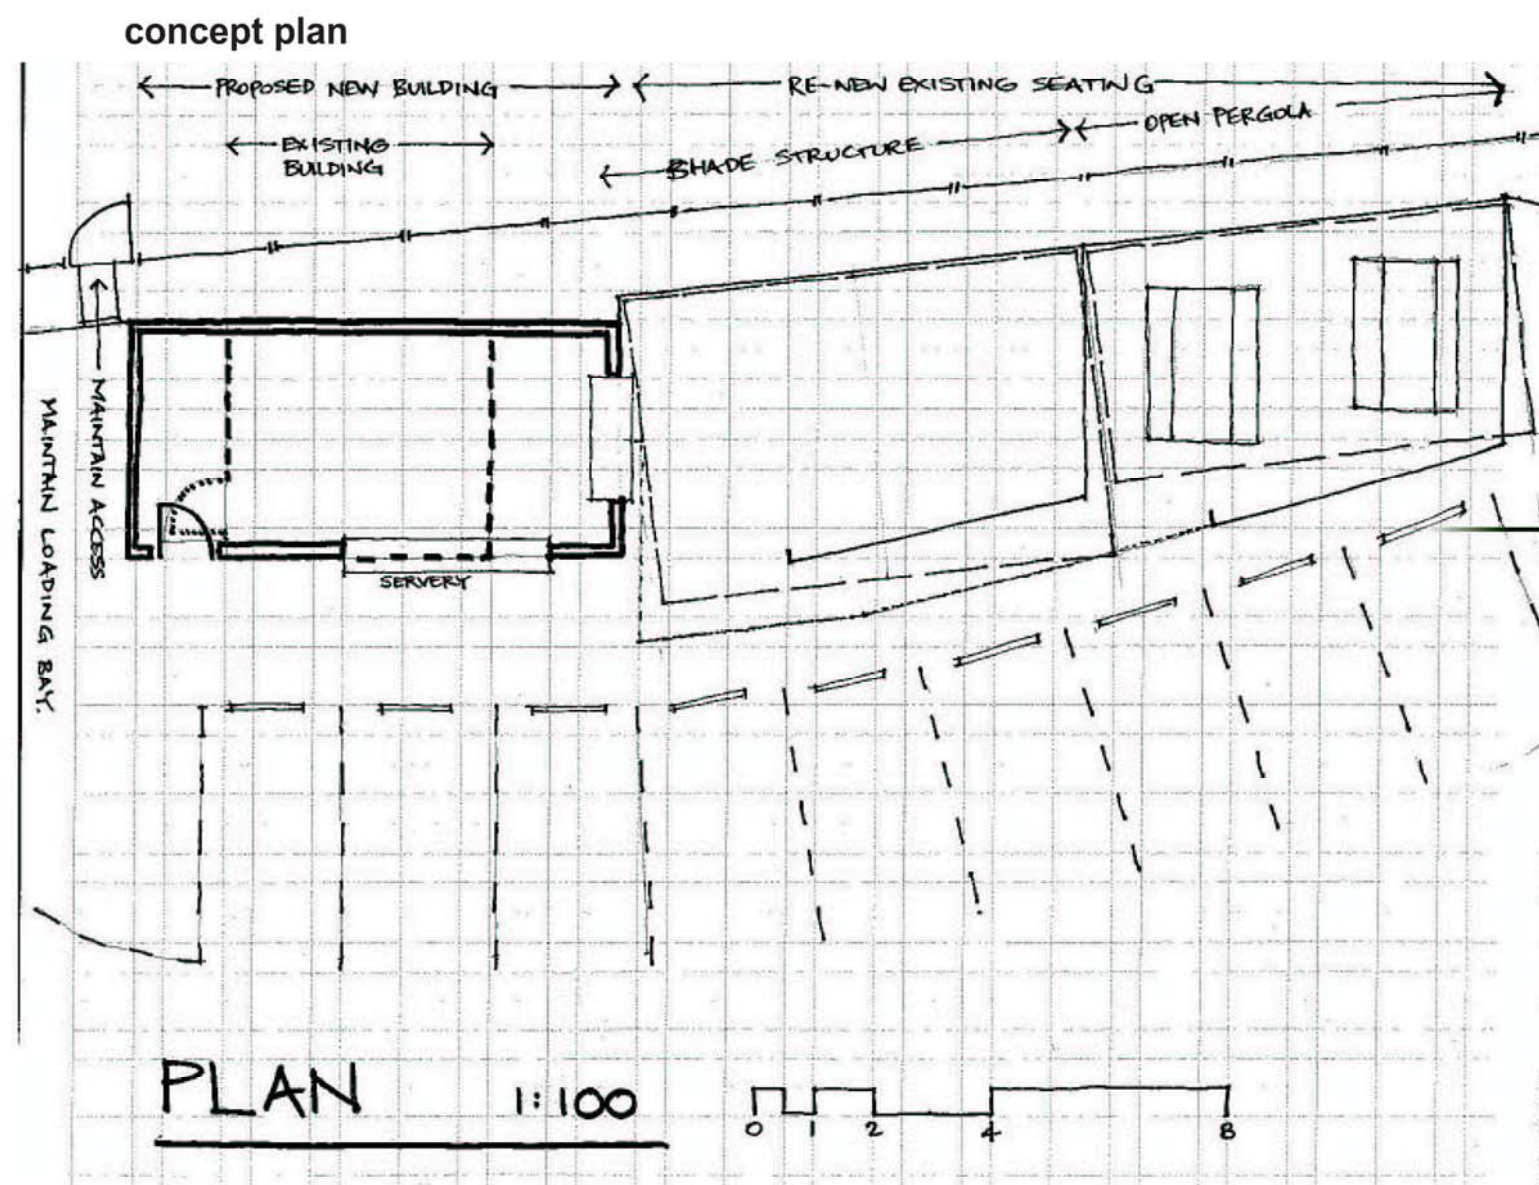 concept plan
PROPOSED NEW BUILDING
RE-NEW EXISTING SEATING
EXISTING
BUILDING
SHADE STRUCTURE
OPEN PERGOLA
MAINTAIN ACCESS
MAINTAIN LOADING BAY.
SERVERY
PLAN 1:100
0 1 2 4 8